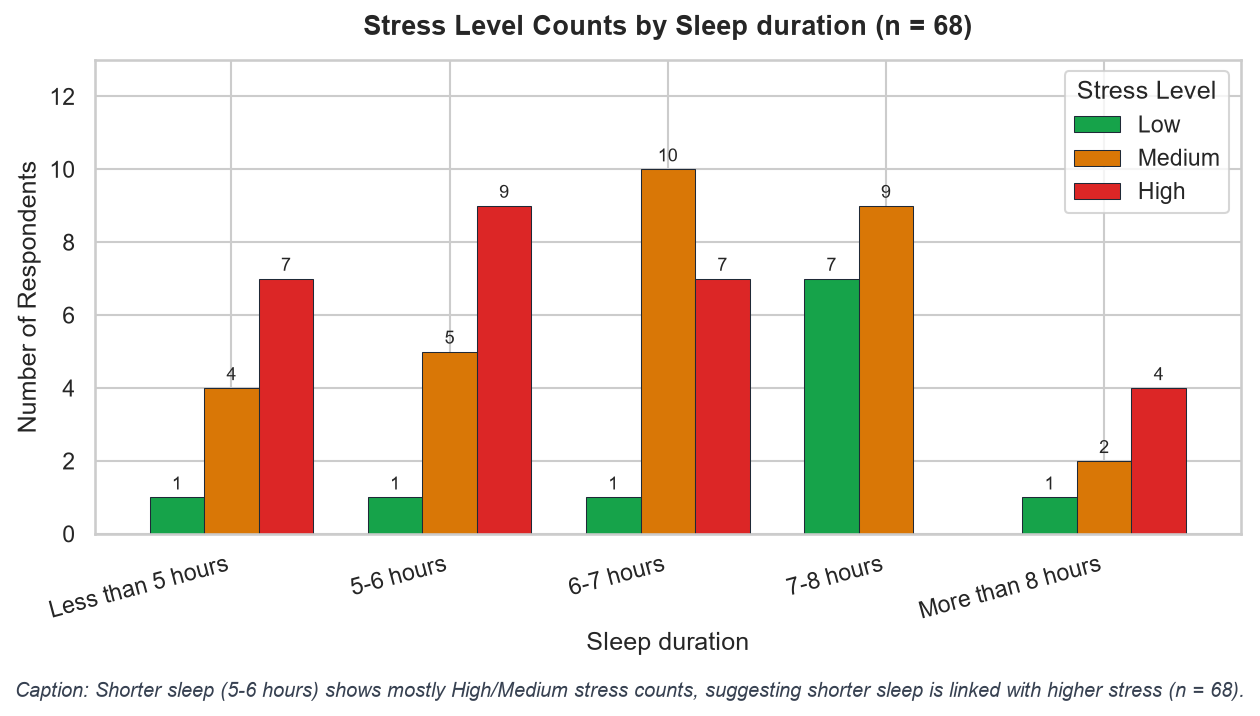 Stress Level Counts by Sleep duration (n = 68)
Number of Respondents
12
10
8
6
4
2
0
Stress Level
Low
Medium
High
1
4
7
1
5
9
1
10
7
7
9
1
2
4
Less than 5 hours
5-6 hours
6-7 hours
7-8 hours
More than 8 hours
Sleep duration
Caption: Shorter sleep (5-6 hours) shows mostly High/Medium stress counts, suggesting shorter sleep is linked with higher stress (n = 68).